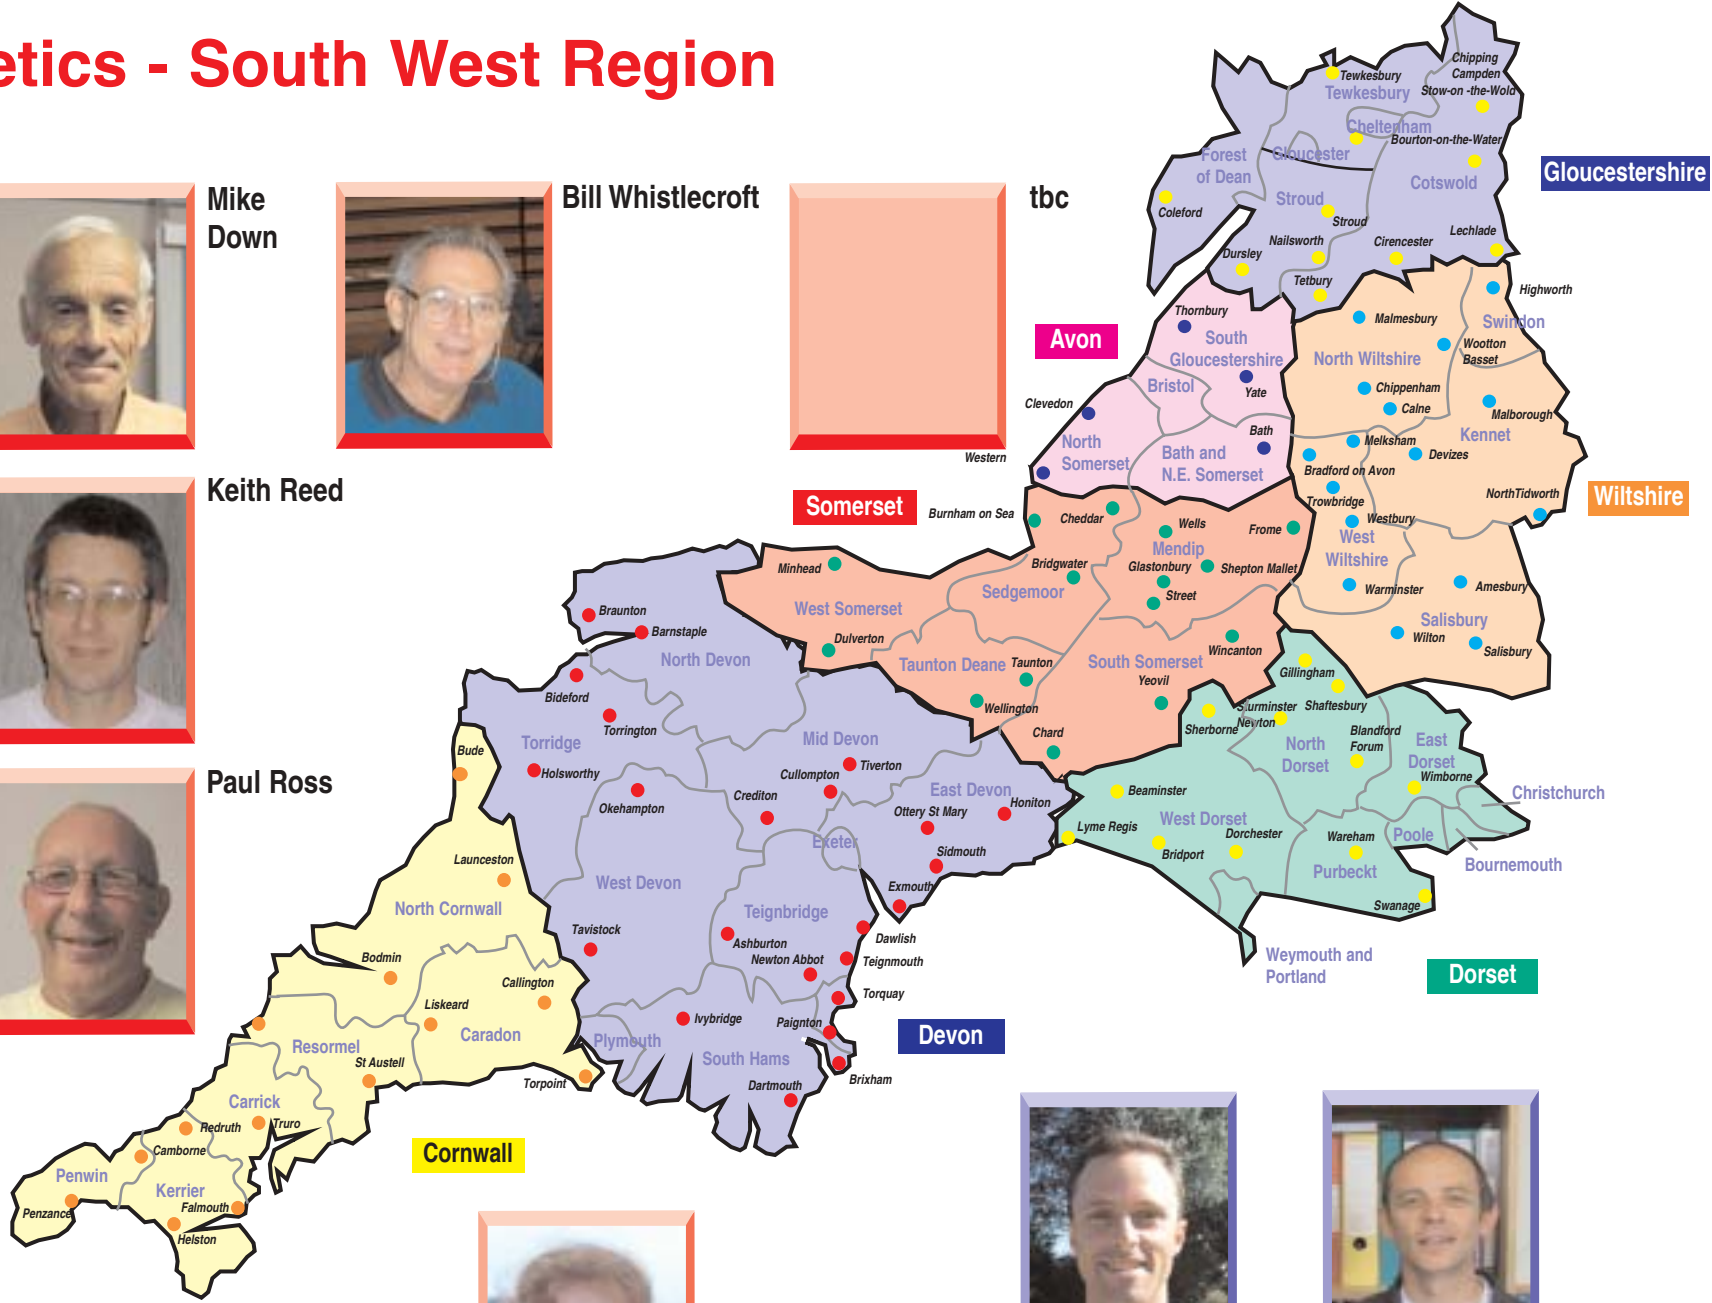 etics - South West Region
Mike
Down
Bill Whistlecroft
tbc
Keith Reed
Paul Ross
Gloucestershire
Chipping
Campden
Tewkesbury
Tewkesbury
Stow-on -the-Wold
Cheltenham
Bourton-on-the-Water
Forest
of Dean
Gloucester
Cotswold
Stroud
Coleford
Stroud
Nailsworth
Cirencester
Lechlade
Dursley
Tetbury
Avon
Thornbury
South
Gloucestershire
Bristol
Yate
Clevedon
Bath
North
Somerset
Bath and
N.E. Somerset
Western
Wiltshire
Highworth
Malmesbury
Swindon
Wootton
Basset
North Wiltshire
Chippenham
Calne
Malborough
Kennet
Melksham
Devizes
Bradford on Avon
Trowbridge
NorthTidworth
Westbury
West
Wiltshire
Warminster
Amesbury
Salisbury
Wilton
Salisbury
Somerset
Burnham on Sea
Cheddar
Wells
Frome
Mendip
Minhead
Bridgwater
Glastonbury
Shepton Mallet
Sedgemoor
Street
West Somerset
Dulverton
Wincanton
Taunton Deane
Taunton
South Somerset
Yeovil
Wellington
Chard
Gillingham
Shaftesbury
Sturminster
Newton
Sherborne
Blandford
Forum
North
Dorset
East
Dorset
Wimborne
Christchurch
Beaminster
West Dorset
Lyme Regis
Dorchester
Bridport
Wareham
Poole
Bournemouth
Purbeckt
Swanage
Weymouth and
Portland
Dorset
Braunton
Barnstaple
North Devon
Bideford
Torrington
Torridge
Holsworthy
Okehampton
Mid Devon
Tiverton
Cullompton
Crediton
East Devon
Honiton
Ottery St Mary
Exeter
Sidmouth
Exmouth
West Devon
Teignbridge
Tavistock
Ashburton
Dawlish
Newton Abbot
Teignmouth
Torquay
Ivybridge
Paignton
Plymouth
South Hams
Dartmouth
Brixham
Devon
Bude
Launceston
North Cornwall
Bodmin
Callington
Liskeard
Caradon
Resormel
St Austell
Torpoint
Carrick
Redruth
Truro
Camborne
Penwin
Kerrier
Falmouth
Penzance
Helston
Cornwall